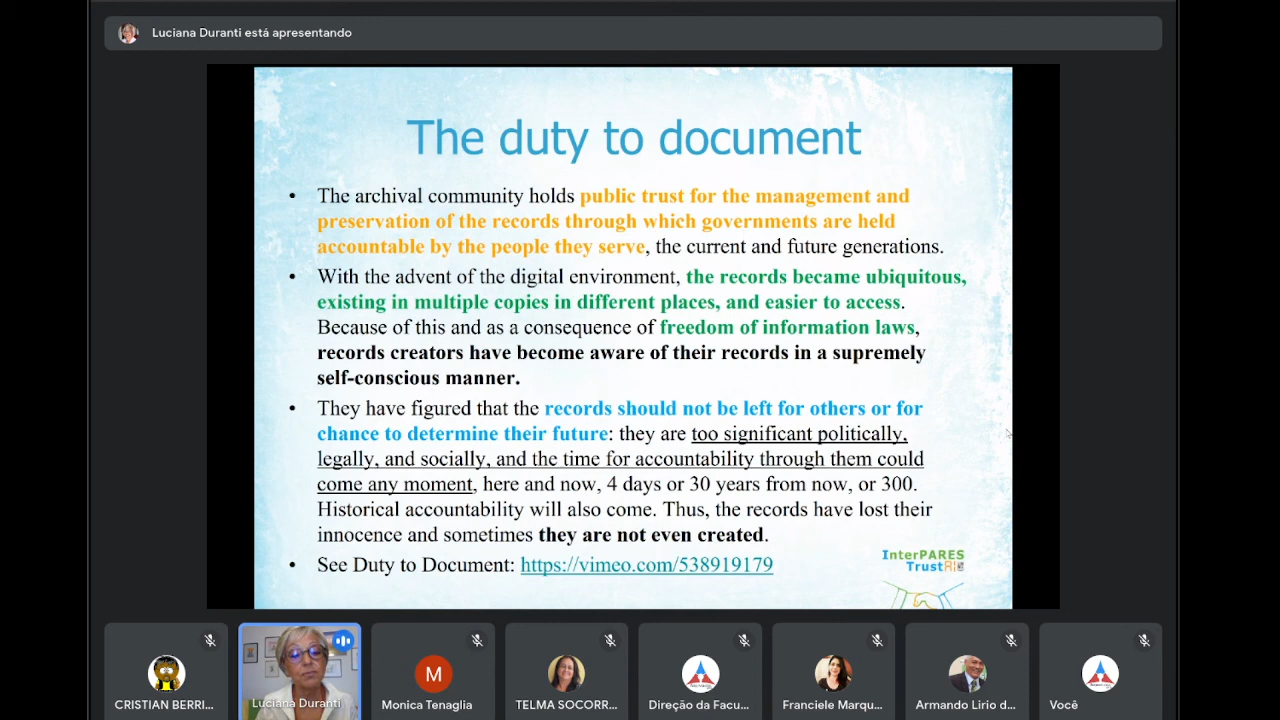 Luciana Duranti está apresentando
The duty to document
• The archival community holds public trust for the management and
preservation of the records through which governments are held
accountable by the people they serve, the current and future generations.
• With the advent of the digital environment, the records became ubiquitous,
existing in multiple copies in different places, and easier to access.
Because of this and as a consequence of freedom of information laws,
records creators have become aware of their records in a supremely
self-conscious manner.
• They have figured that the records should not be left for others or for
chance to determine their future: they are too significant politically,
legally, and socially, and the time for accountability through them could
come any moment, here and now, 4 days or 30 years from now, or 300.
Historical accountability will also come. Thus, the records have lost their
innocence and sometimes they are not even created.
• See Duty to Document: https://vimeo.com/538919179
InterPARES
Trust
M
CRISTIAN BERRI...
Luciana Duranti
Monica Tenaglia
TELMA SOCORR...
Direção da Facu...
Franciele Marqu...
Armando Lirio d...
Você